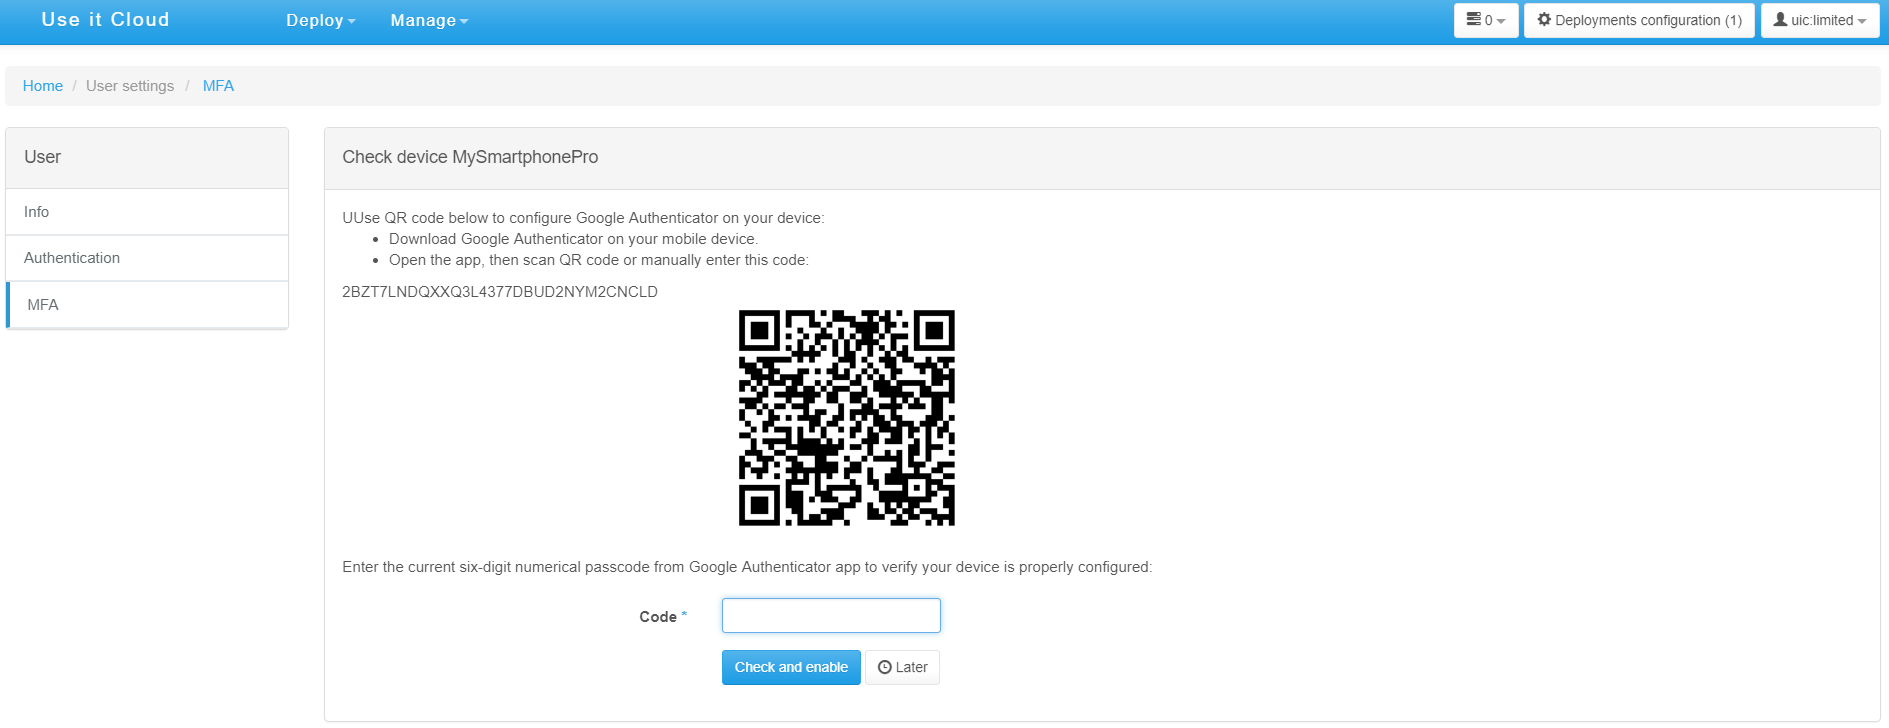 Use it Cloud
Deploy
Manage
0
Deployments configuration (1)
uic:limited
Home / User settings / MFA
User
Info
Authentication
MFA
Check device MySmartphonePro
UUse QR code below to configure Google Authenticator on your device:
• Download Google Authenticator on your mobile device.
• Open the app, then scan QR code or manually enter this code:
2BZT7LNDQXXQ3L4377DBUD2NYM2CNCLD
Enter the current six-digit numerical passcode from Google Authenticator app to verify your device is properly configured:
Code *
Check and enable
Later